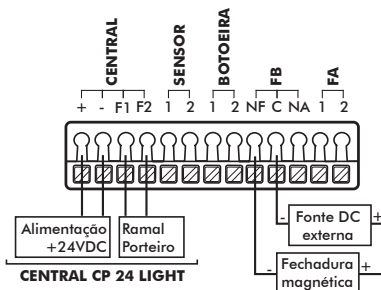 CENTRAL SENSOR BOTOEIRA FB FA
+ - F1 F2 1 2 1 2 NF C NA 1 2
Alimentação
+24VDC
Ramal
Porteiro
- Fonte DC +
externa
CENTRAL CP 24 LIGHT
- Fechadura +
magnética